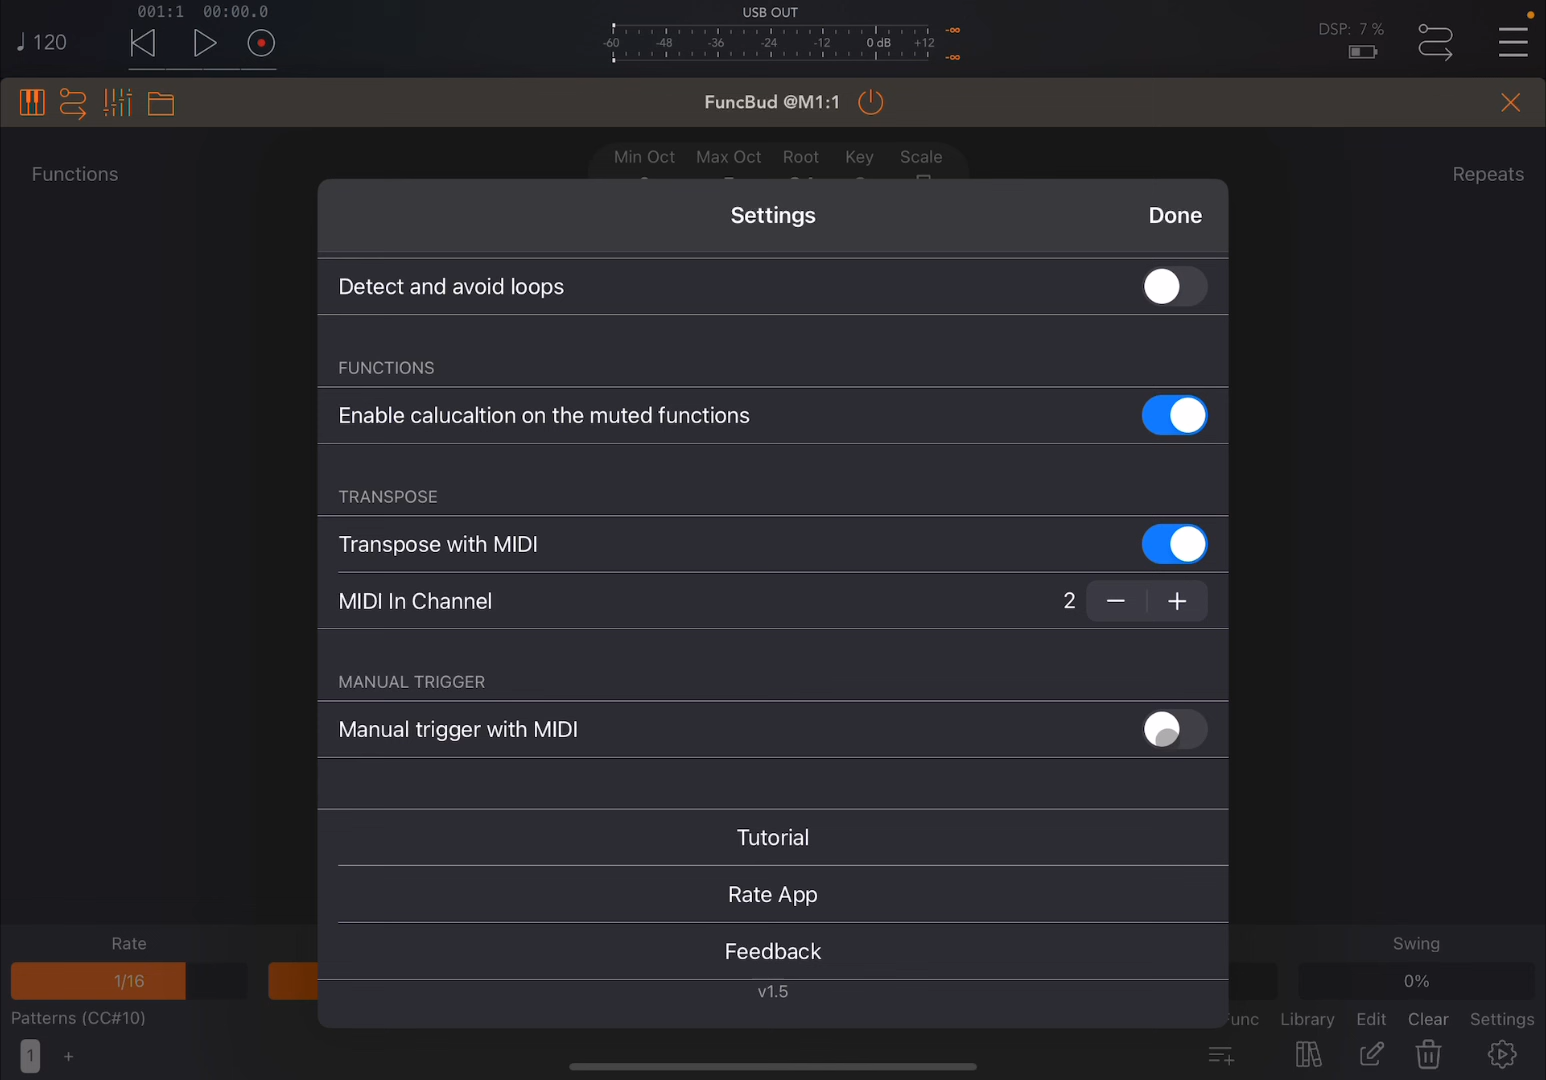 001:1 00:00.0
USB OUT
120
-60 -48 -36 -24 -12 0 dB +12
-∞
-∞
DSP: 7 %
FuncBud @M1:1
Min Oct Max Oct Root Key Scale
Functions
Repeats
Settings
Done
Detect and avoid loops
FUNCTIONS
Enable calucaltion on the muted functions
TRANSPOSE
Transpose with MIDI
MIDI In Channel 2 − +
MANUAL TRIGGER
Manual trigger with MIDI
Tutorial
Rate App
Feedback
v1.5
Rate
Swing
1/16
0%
Patterns (CC#10)
unc Library Edit Clear Settings
1 +